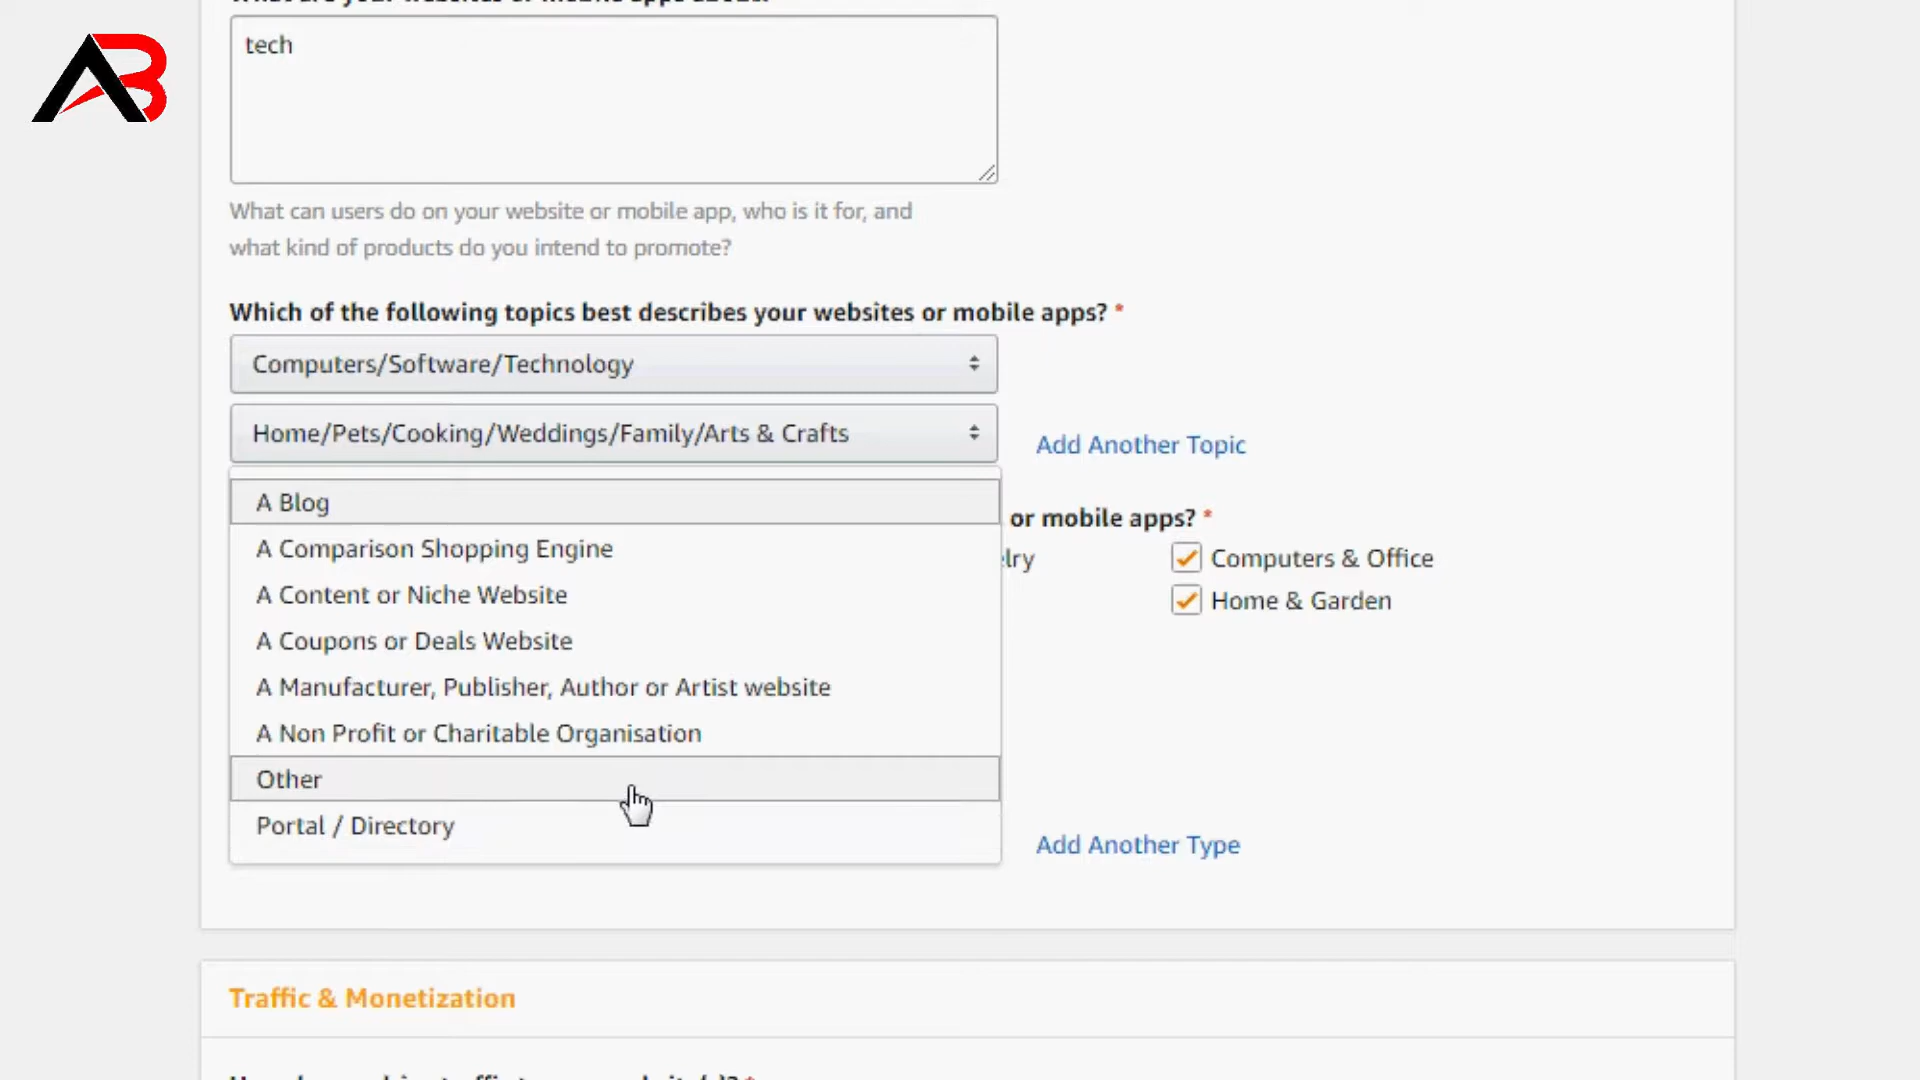 AB
tech
What can users do on your website or mobile app, who is it for, and
what kind of products do you intend to promote?
Which of the following topics best describes your websites or mobile apps? *
Computers/Software/Technology
Home/Pets/Cooking/Weddings/Family/Arts & Crafts
Add Another Topic
A Blog
or mobile apps? *
A Comparison Shopping Engine
lry
Computers & Office
A Content or Niche Website
Home & Garden
A Coupons or Deals Website
A Manufacturer, Publisher, Author or Artist website
A Non Profit or Charitable Organisation
Other
Portal / Directory
Add Another Type
Traffic & Monetization